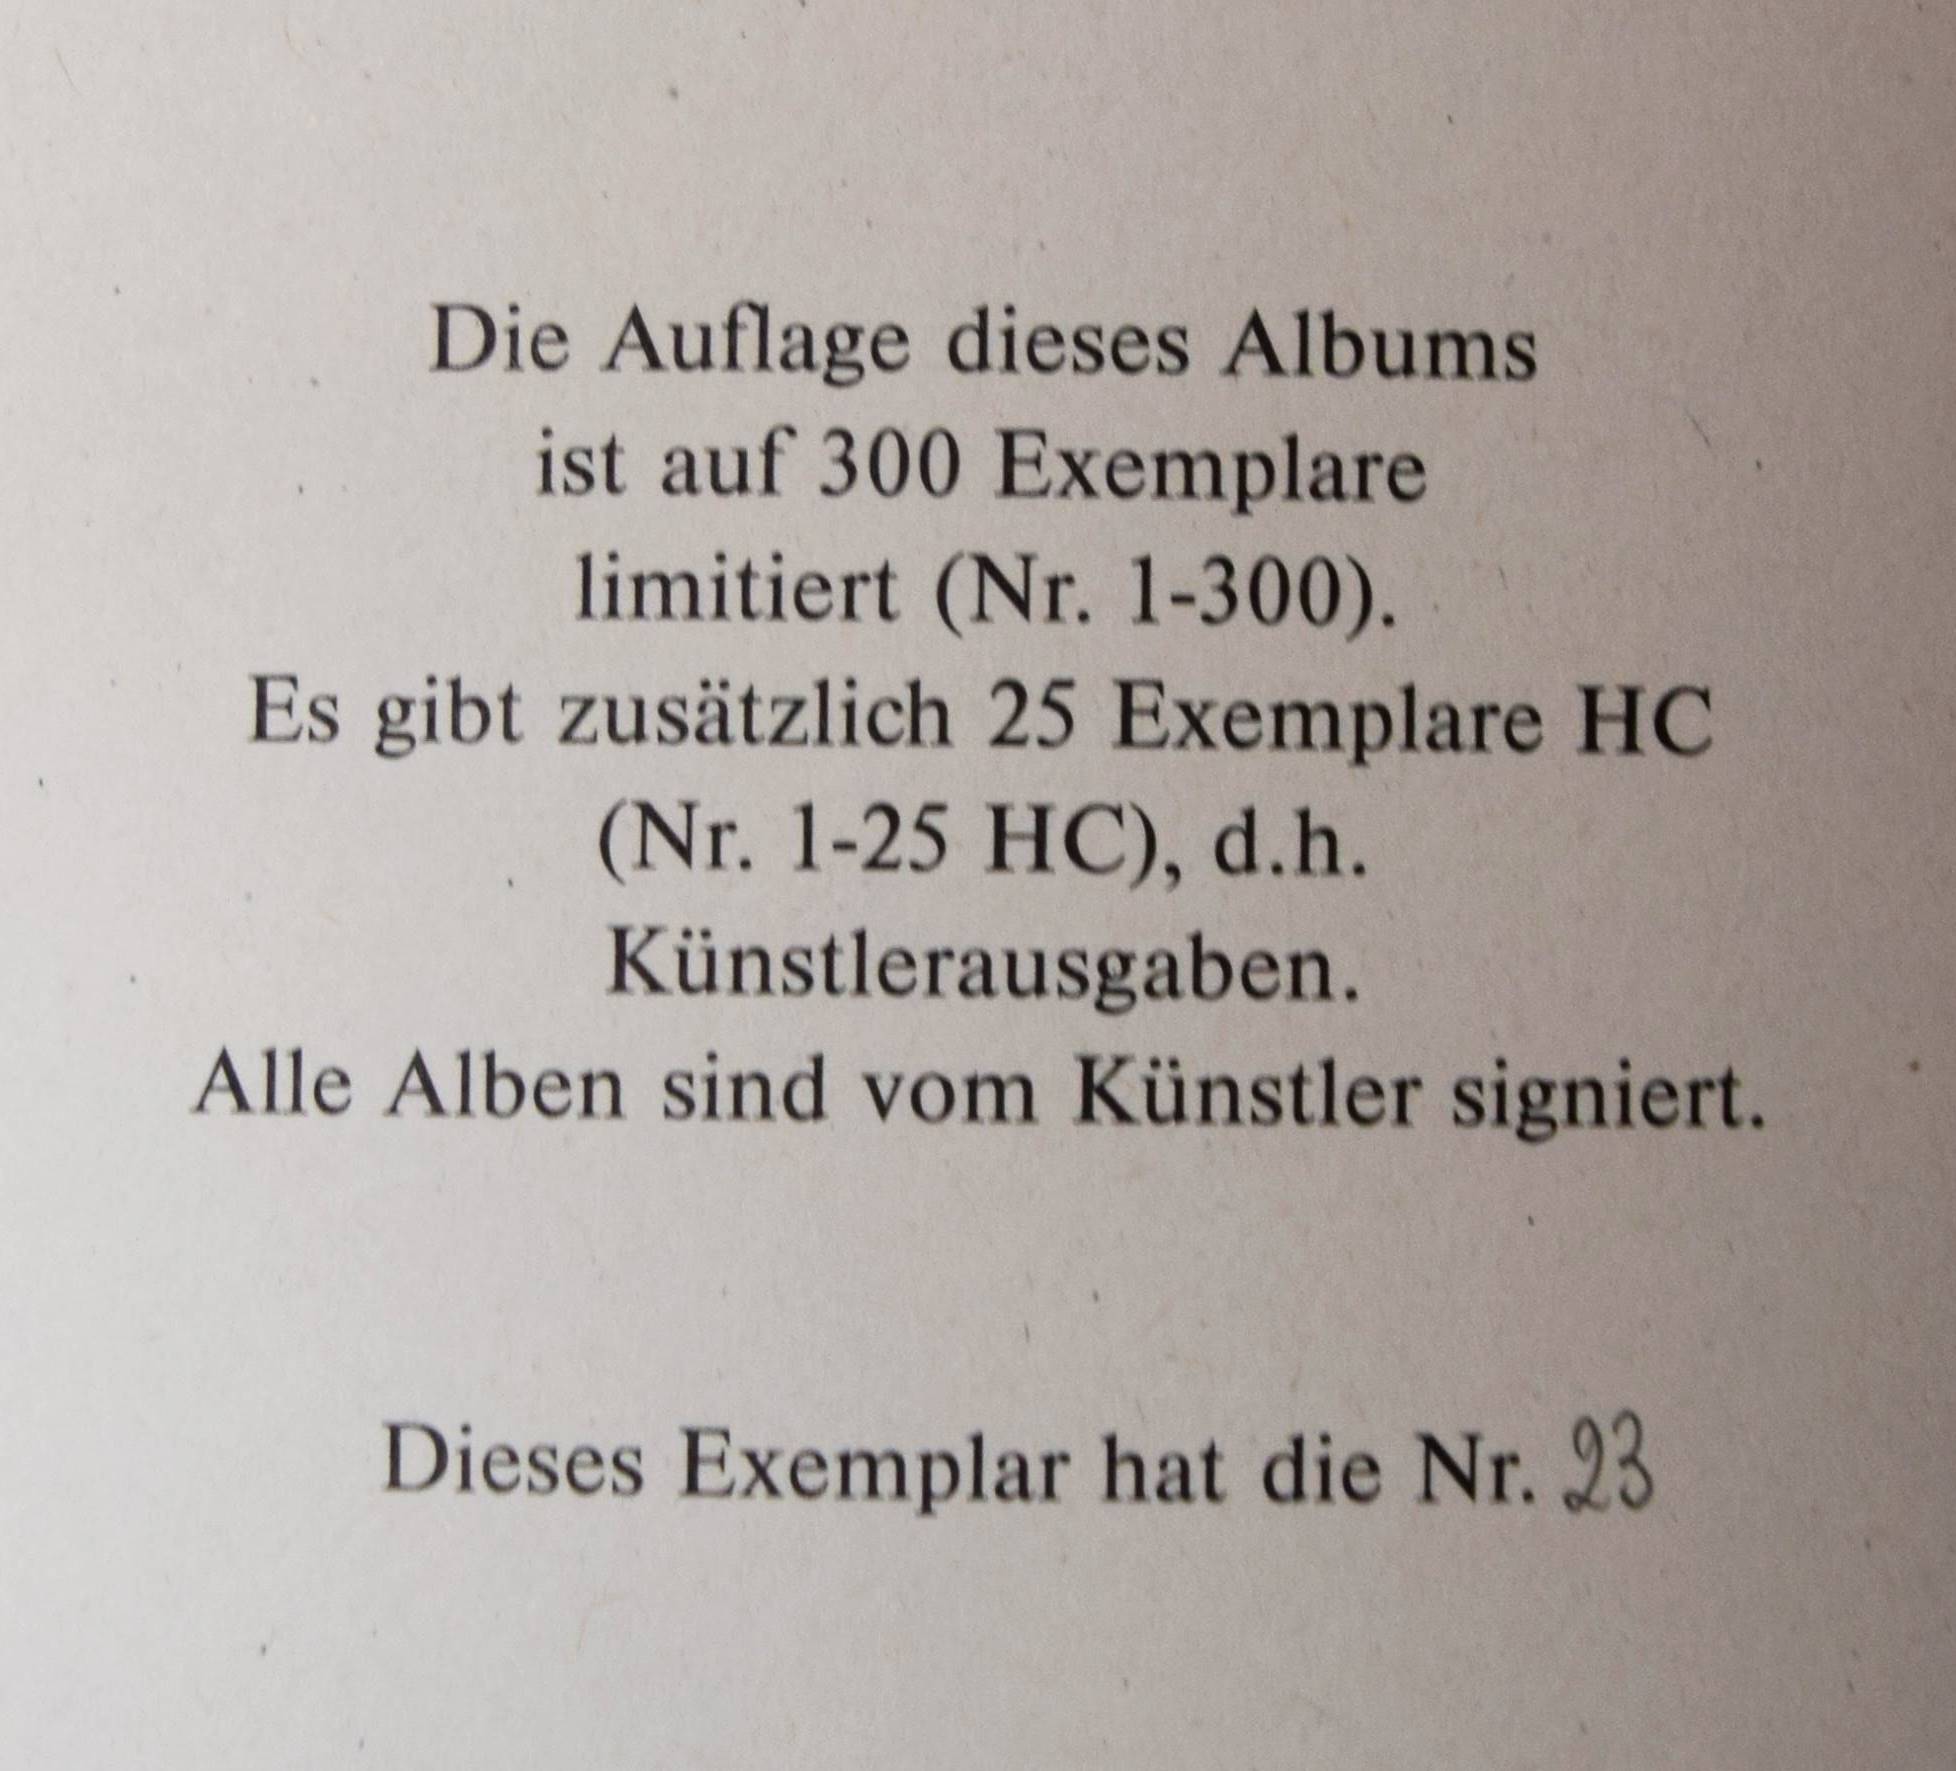 Die Auflage dieses Albums
ist auf 300 Exemplare
limitiert (Nr. 1-300).
Es gibt zusätzlich 25 Exemplare HC
(Nr. 1-25 HC), d.h.
Künstlerausgaben.
Alle Alben sind vom Künstler signiert.
Dieses Exemplar hat die Nr. 23